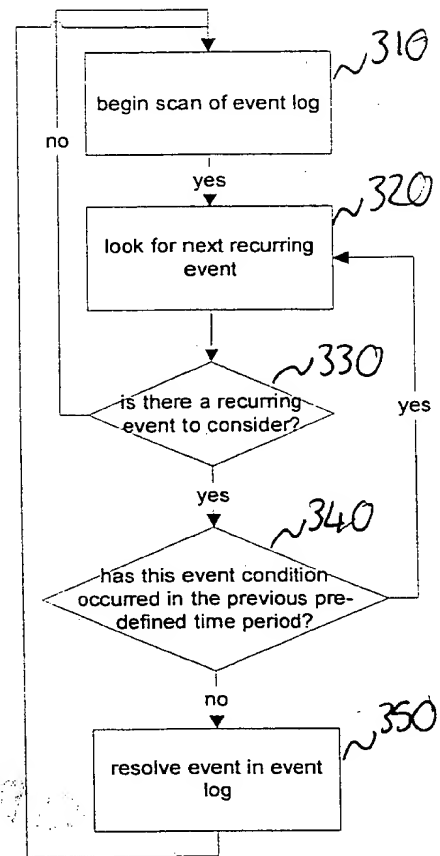 310
begin scan of event log
no
yes
320
look for next recurring
event
330
is there a recurring
event to consider?
yes
yes
340
has this event condition
occurred in the previous pre-
defined time period?
no
350
resolve event in event
log